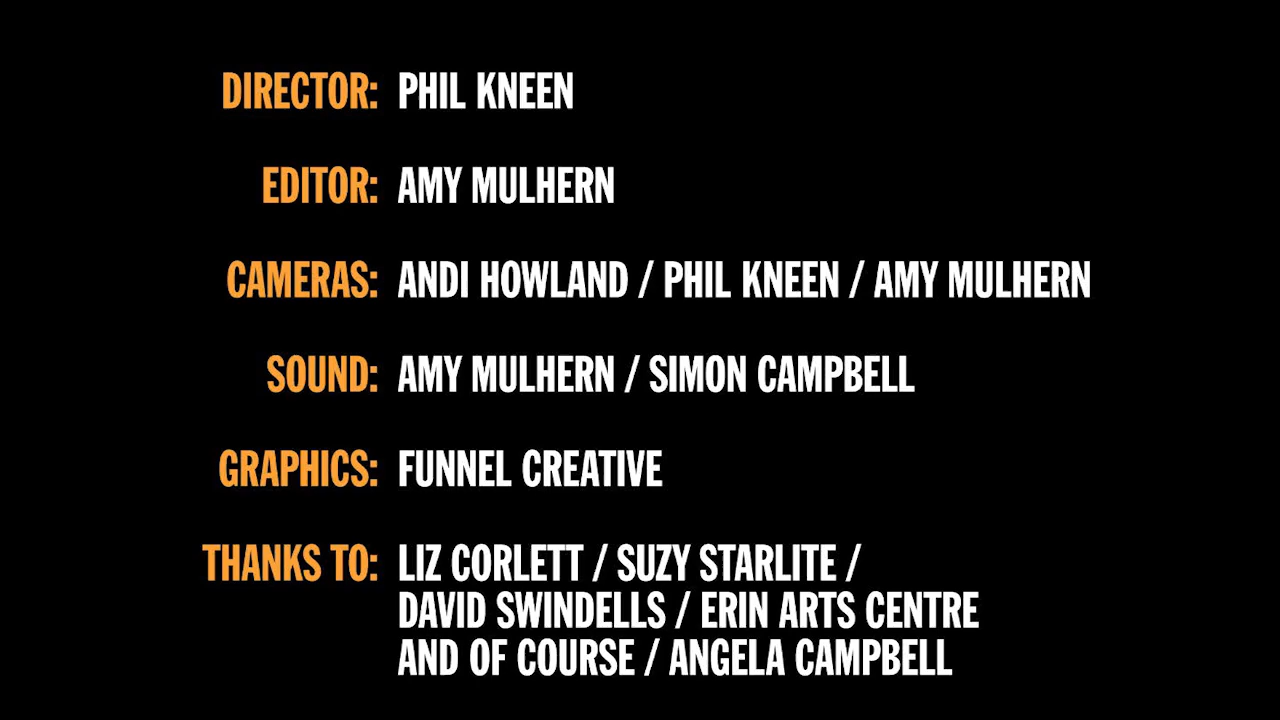 DIRECTOR: PHIL KNEEN
EDITOR: AMY MULHERN
CAMERAS: ANDI HOWLAND / PHIL KNEEN / AMY MULHERN
SOUND: AMY MULHERN / SIMON CAMPBELL
GRAPHICS: FUNNEL CREATIVE
THANKS TO: LIZ CORLETT / SUZY STARLITE /
DAVID SWINDELLS / ERIN ARTS CENTRE
AND OF COURSE / ANGELA CAMPBELL